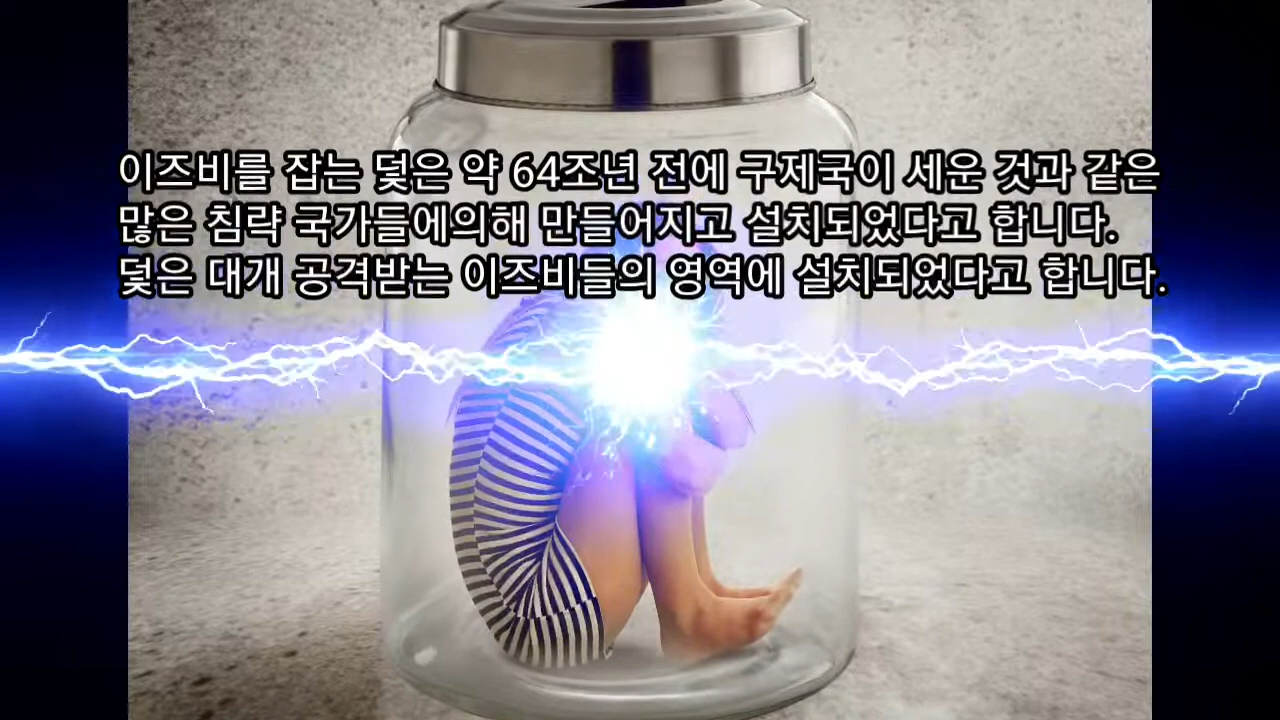 이즈비를 잡는 덫은 약 64조년 전에 구제국이 세운 것과 같은
많은 침략 국가들에의해 만들어지고 설치되었다고 합니다.
덫은 대개 공격받는 이즈비들의 영역에 설치되었다고 합니다.